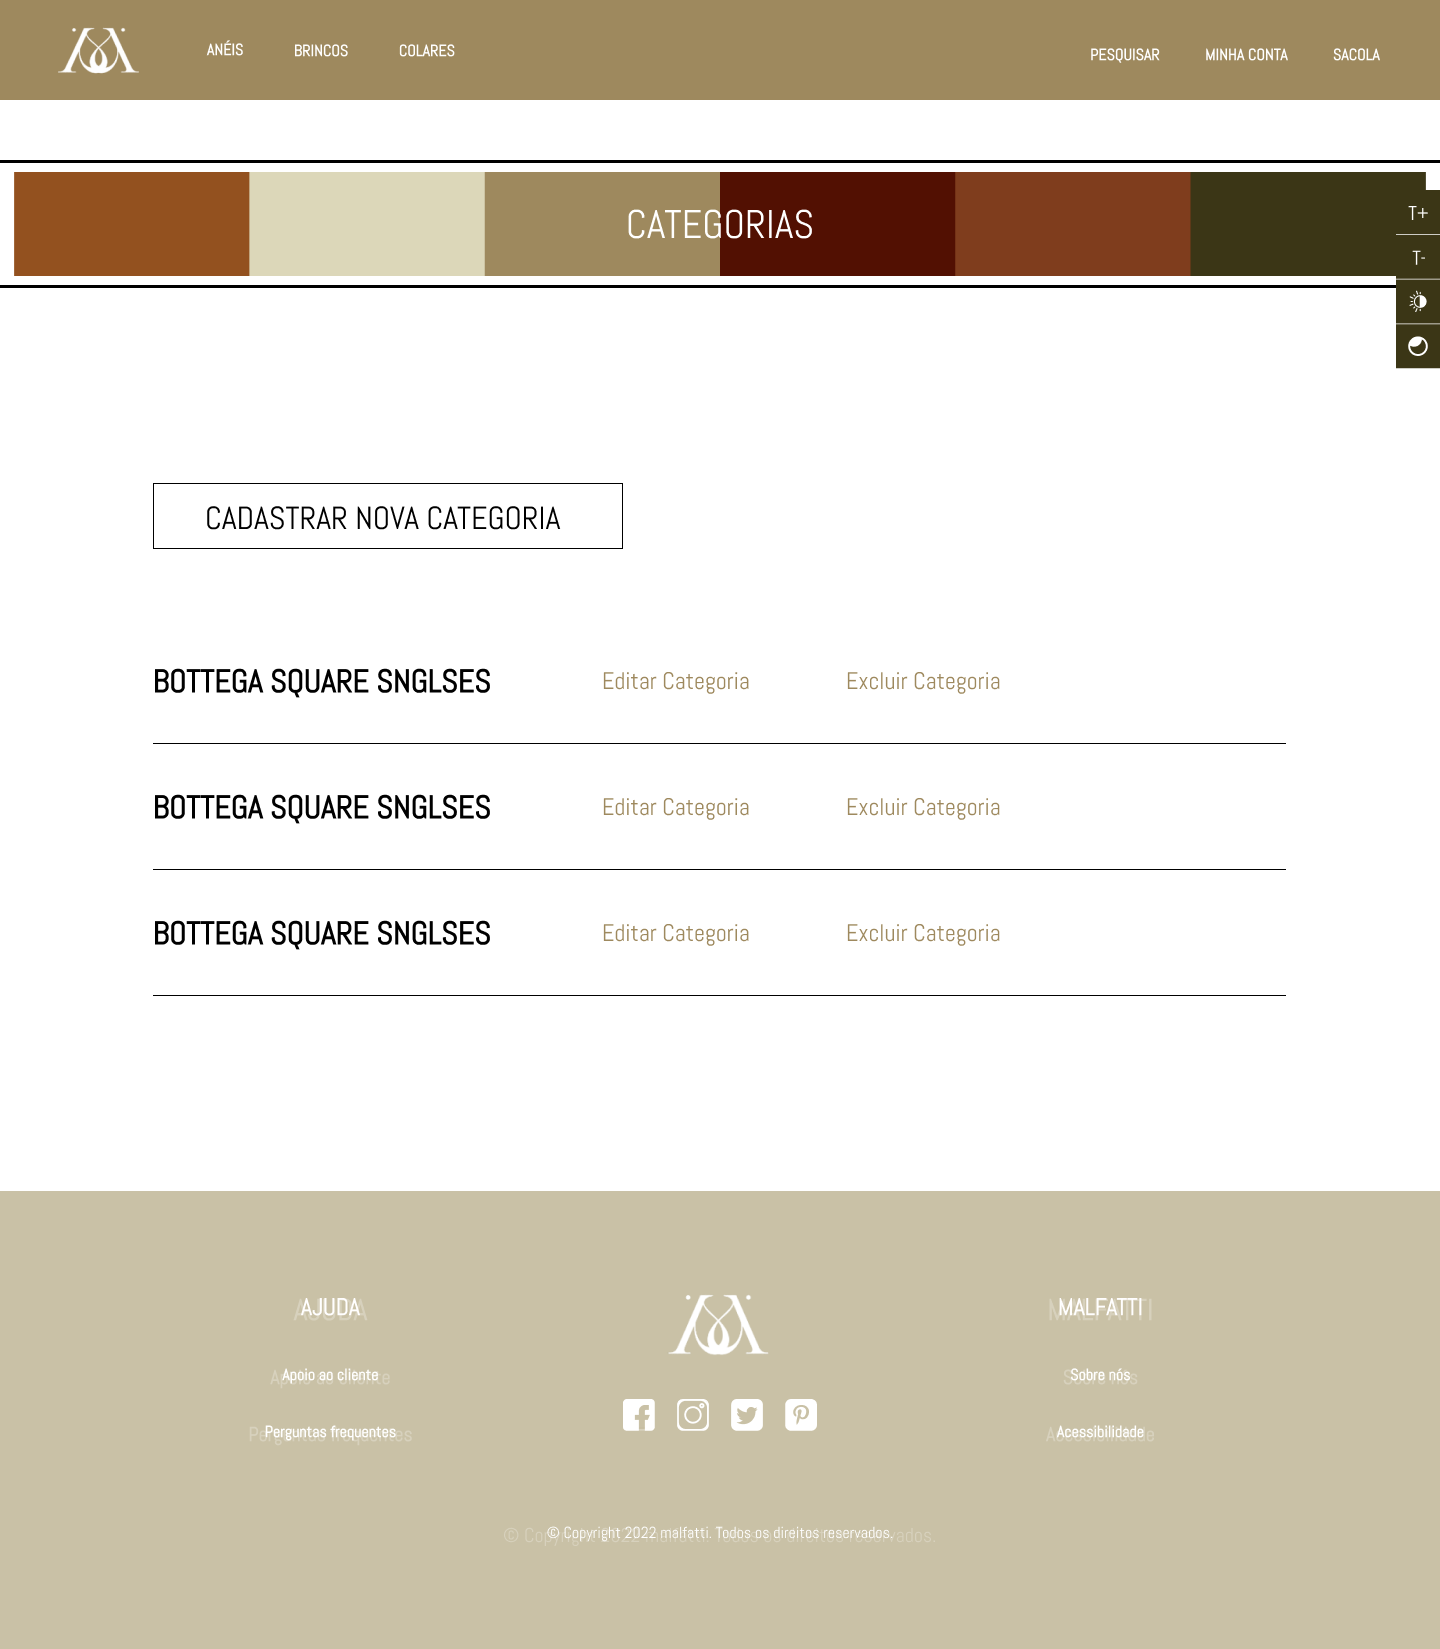 ANÉIS BRINCOS COLARES PESQUISAR MINHA CONTA SACOLA
CATEGORIAS
T+
T-
CADASTRAR NOVA CATEGORIA
BOTTEGA SQUARE SNGLSES Editar Categoria Excluir Categoria
BOTTEGA SQUARE SNGLSES Editar Categoria Excluir Categoria
BOTTEGA SQUARE SNGLSES Editar Categoria Excluir Categoria
AJUDA MALFATTI
Apoio ao cliente Sobre nós
Perguntas frequentes Acessibilidade
© Copyright 2022 malfatti. Todos os direitos reservados.